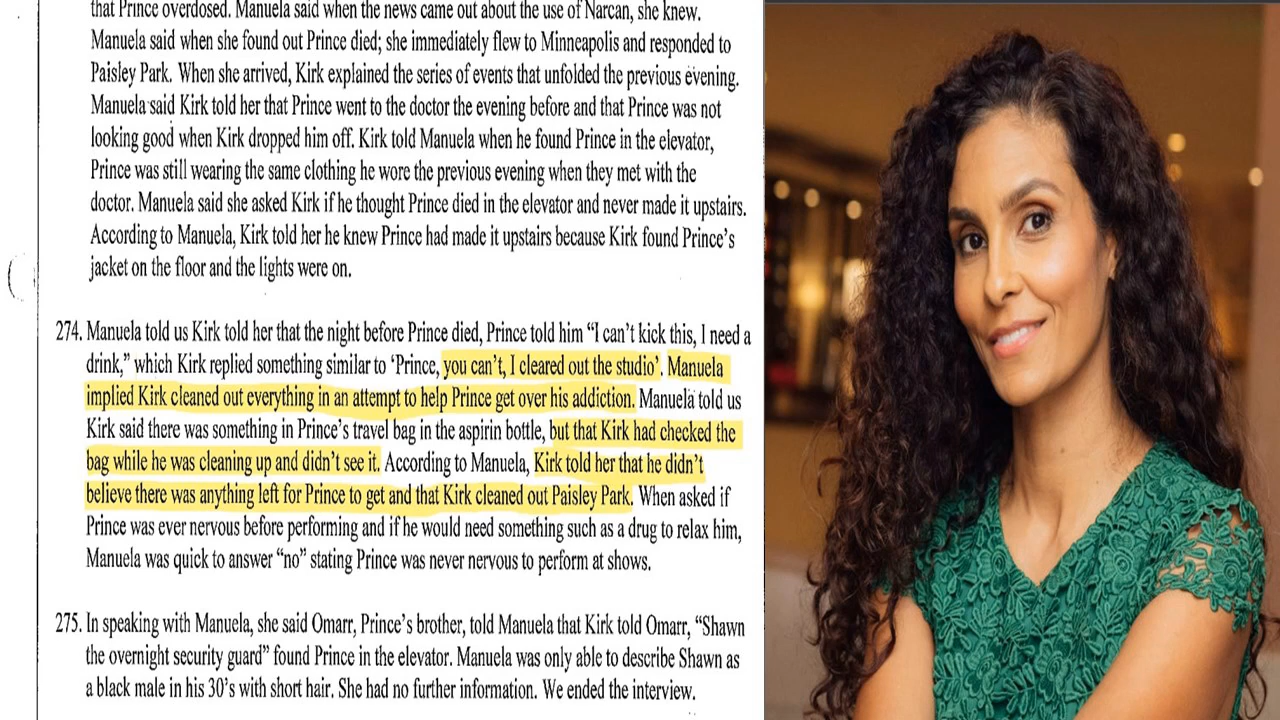 that Prince overdosed. Manuela said when the news came out about the use of Narcan, she knew.
Manuela said when she found out Prince died; she immediately flew to Minneapolis and responded to
Paisley Park. When she arrived, Kirk explained the series of events that unfolded the previous evening.
Manuela said Kirk told her that Prince went to the doctor the evening before and that Prince was not
looking good when Kirk dropped him off. Kirk told Manuela when he found Prince in the elevator,
Prince was still wearing the same clothing he wore the previous evening when they met with the
doctor. Manuela said she asked Kirk if he thought Prince died in the elevator and never made it upstairs.
According to Manuela, Kirk told her he knew Prince had made it upstairs because Kirk found Prince's
jacket on the floor and the lights were on.
274. Manuela told us Kirk told her that the night before Prince died, Prince told him “I can't kick this, I need a
drink,” which Kirk replied something similar to ‘Prince, you can't, I cleared out the studio’. Manuela
implied Kirk cleaned out everything in an attempt to help Prince get over his addiction. Manuela told us
Kirk said there was something in Prince's travel bag in the aspirin bottle, but that Kirk had checked the
bag while he was cleaning up and didn't see it. According to Manuela, Kirk told her that he didn't
believe there was anything left for Prince to get and that Kirk cleaned out Paisley Park. When asked if
Prince was ever nervous before performing and if he would need something such as a drug to relax him,
Manuela was quick to answer “no” stating Prince was never nervous to perform at shows.
275. In speaking with Manuela, she said Omarr, Prince's brother, told Manuela that Kirk told Omarr, “Shawn
the overnight security guard” found Prince in the elevator. Manuela was only able to describe Shawn as
a black male in his 30's with short hair. She had no further information. We ended the interview.